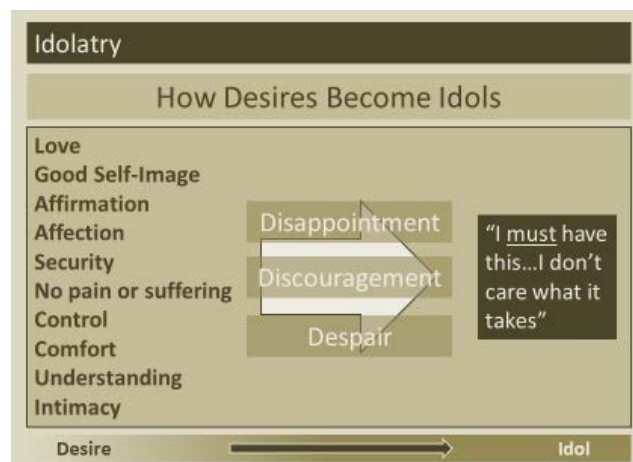 Idolatry
How Desires Become Idols
Love
Good Self-Image
Affirmation
Affection
Security
No pain or suffering
Control
Comfort
Understanding
Intimacy
Disappointment
Discouragement
Despair
“I must have
this...I don’t
care what it
takes”
Desire
Idol